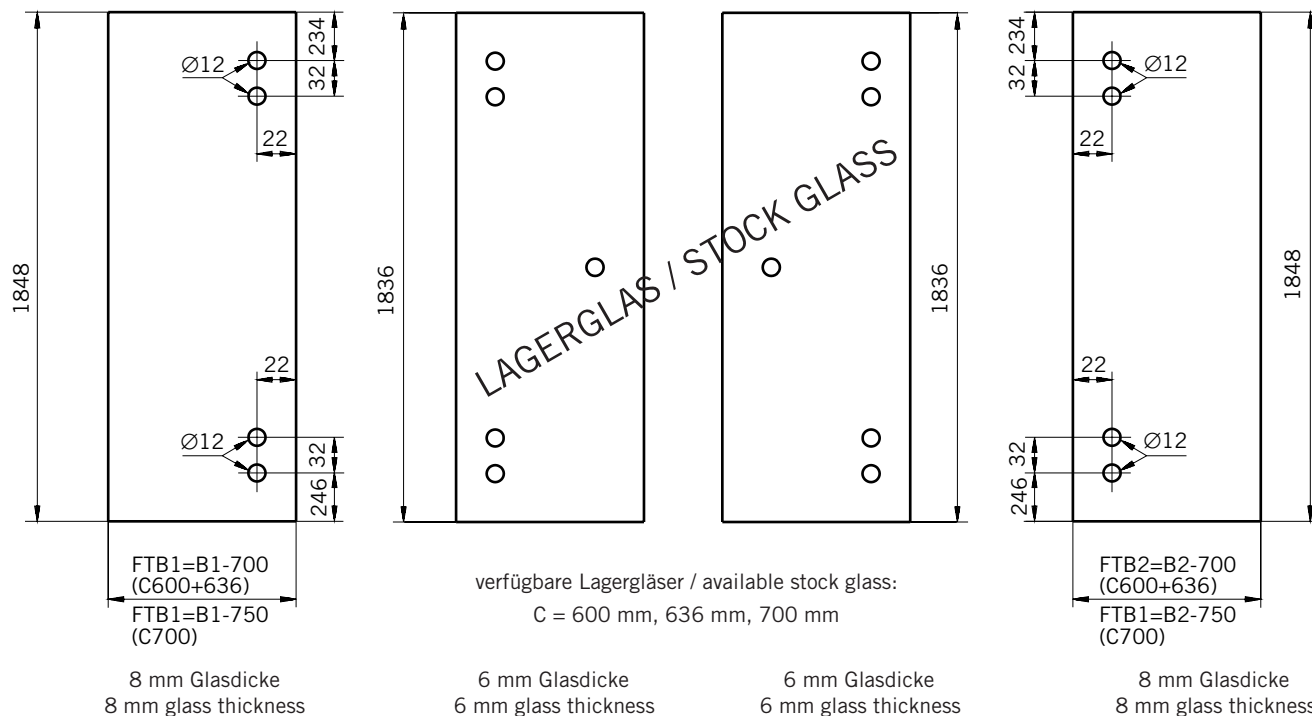 234
32
Ø12
22
1848
22
Ø12
32
246
FTB1=B1-700
(C600+636)
FTB1=B1-750
(C700)
8 mm Glasdicke
8 mm glass thickness
1836
LAGERGLAS / STOCK GLASS
1836
verfügbare Lagergläser / available stock glass:
C = 600 mm, 636 mm, 700 mm
6 mm Glasdicke
6 mm glass thickness
6 mm Glasdicke
6 mm glass thickness
234
32
Ø12
22
1848
22
Ø12
32
246
FTB2=B2-700
(C600+636)
FTB1=B2-750
(C700)
8 mm Glasdicke
8 mm glass thickness